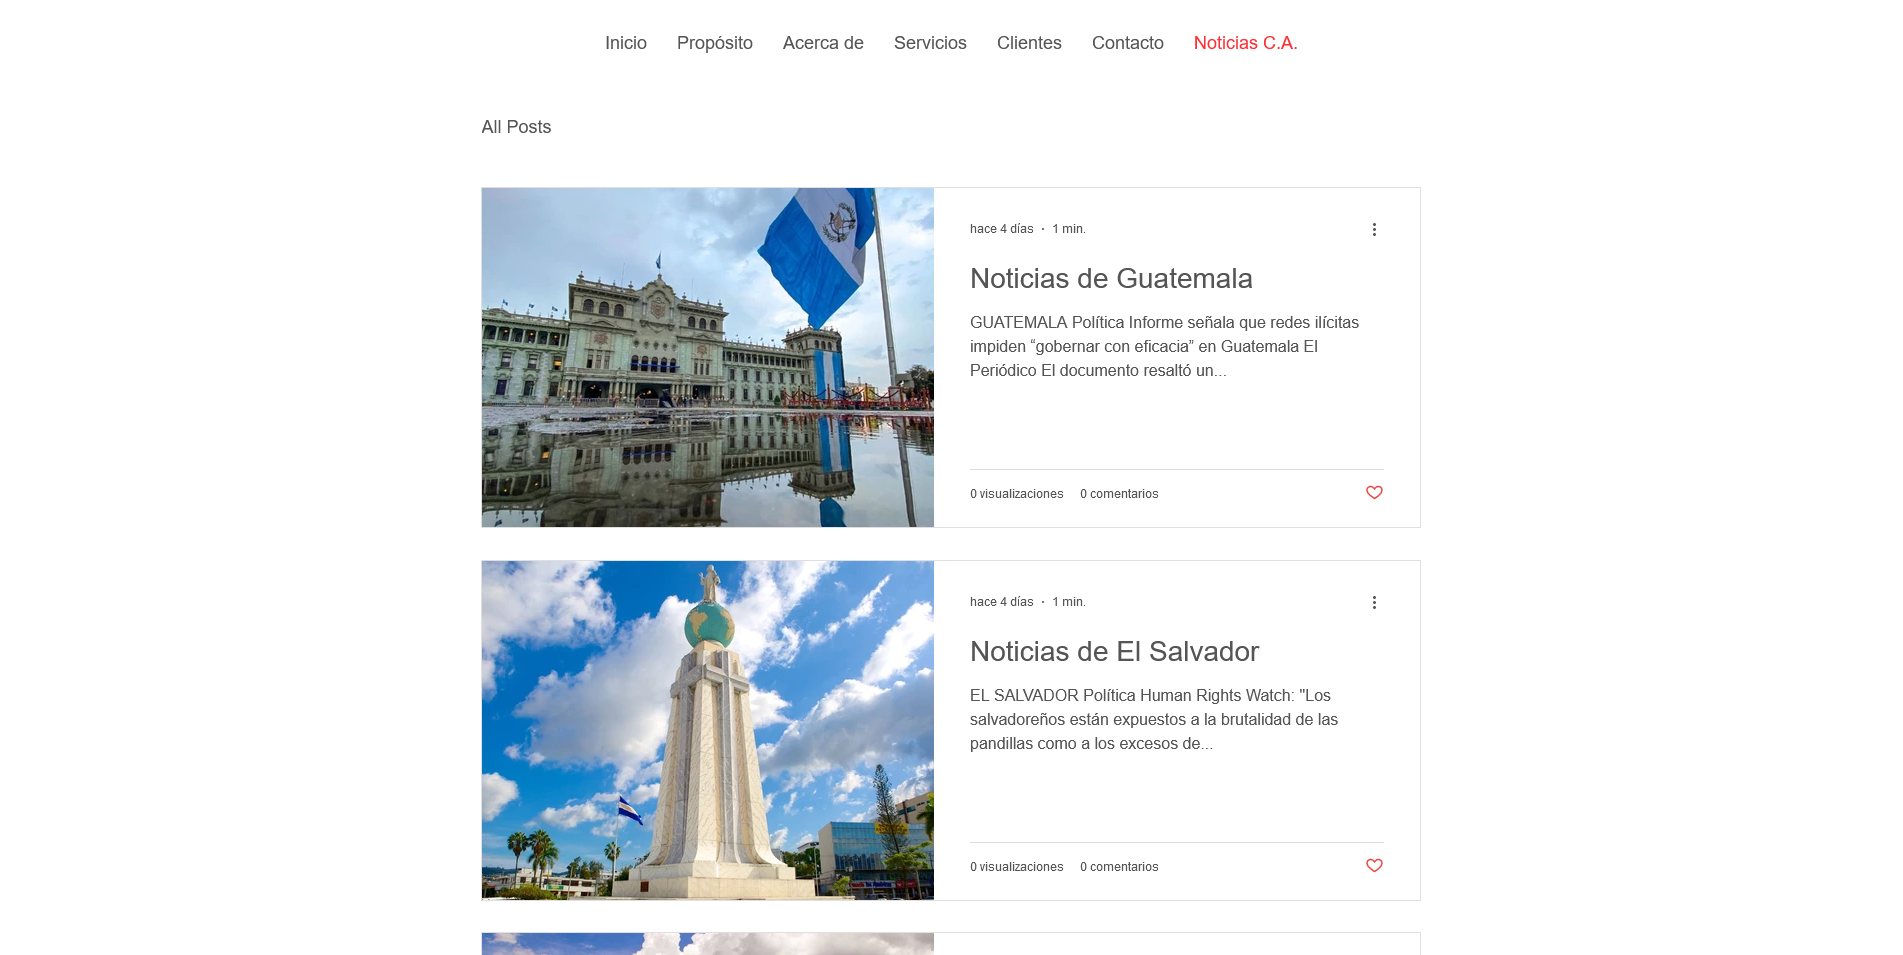 Inicio Propósito Acerca de Servicios Clientes Contacto Noticias C.A.
All Posts
hace 4 días · 1 min.
Noticias de Guatemala
GUATEMALA Política Informe señala que redes ilícitas
impiden “gobernar con eficacia” en Guatemala El
Periódico El documento resaltó un...
0 visualizaciones 0 comentarios
hace 4 días · 1 min.
Noticias de El Salvador
EL SALVADOR Política Human Rights Watch: "Los
salvadoreños están expuestos a la brutalidad de las
pandillas como a los excesos de...
0 visualizaciones 0 comentarios